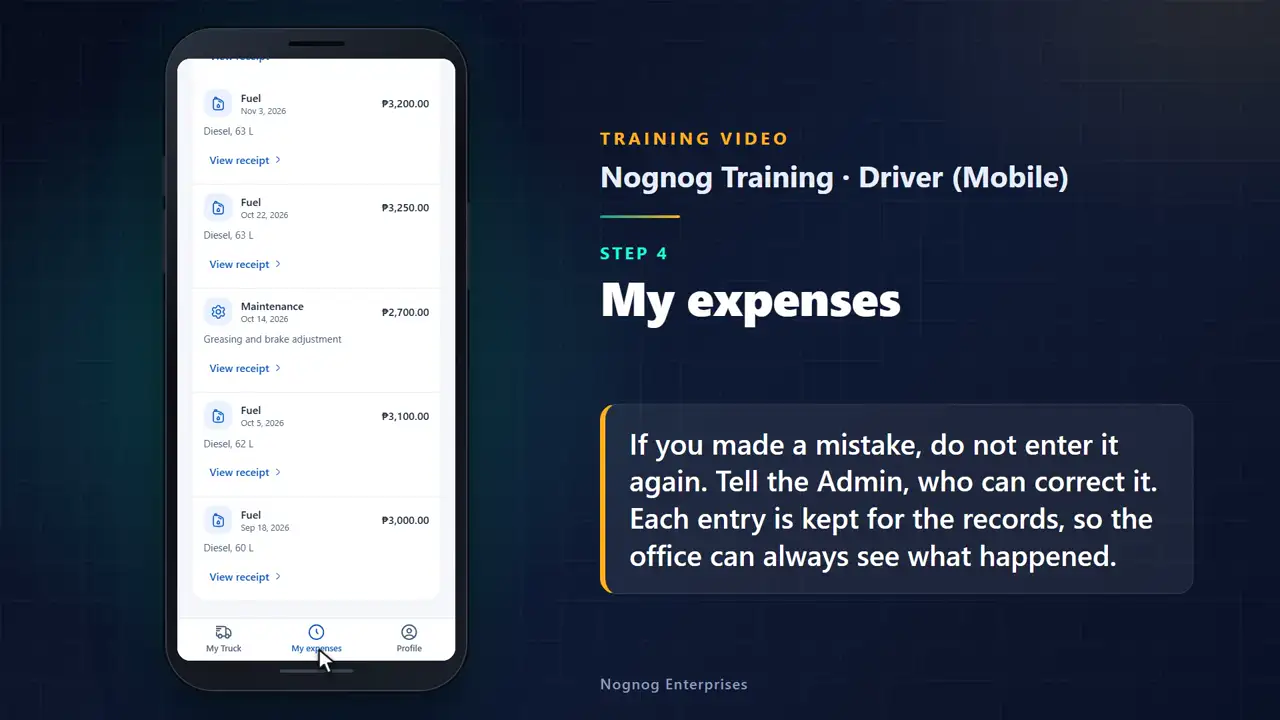 View receipt
Fuel
₱3,200.00
Nov 3, 2026
Diesel, 63 L
View receipt
Fuel
₱3,250.00
Oct 22, 2026
Diesel, 63 L
View receipt
Maintenance
₱2,700.00
Oct 14, 2026
Greasing and brake adjustment
View receipt
Fuel
₱3,100.00
Oct 5, 2026
Diesel, 62 L
View receipt
Fuel
₱3,000.00
Sep 18, 2026
Diesel, 60 L
View receipt
My Truck
My expenses
Profile
TRAINING VIDEO
Nognog Training · Driver (Mobile)
STEP 4
My expenses
If you made a mistake, do not enter it
again. Tell the Admin, who can correct it.
Each entry is kept for the records, so the
office can always see what happened.
Nognog Enterprises